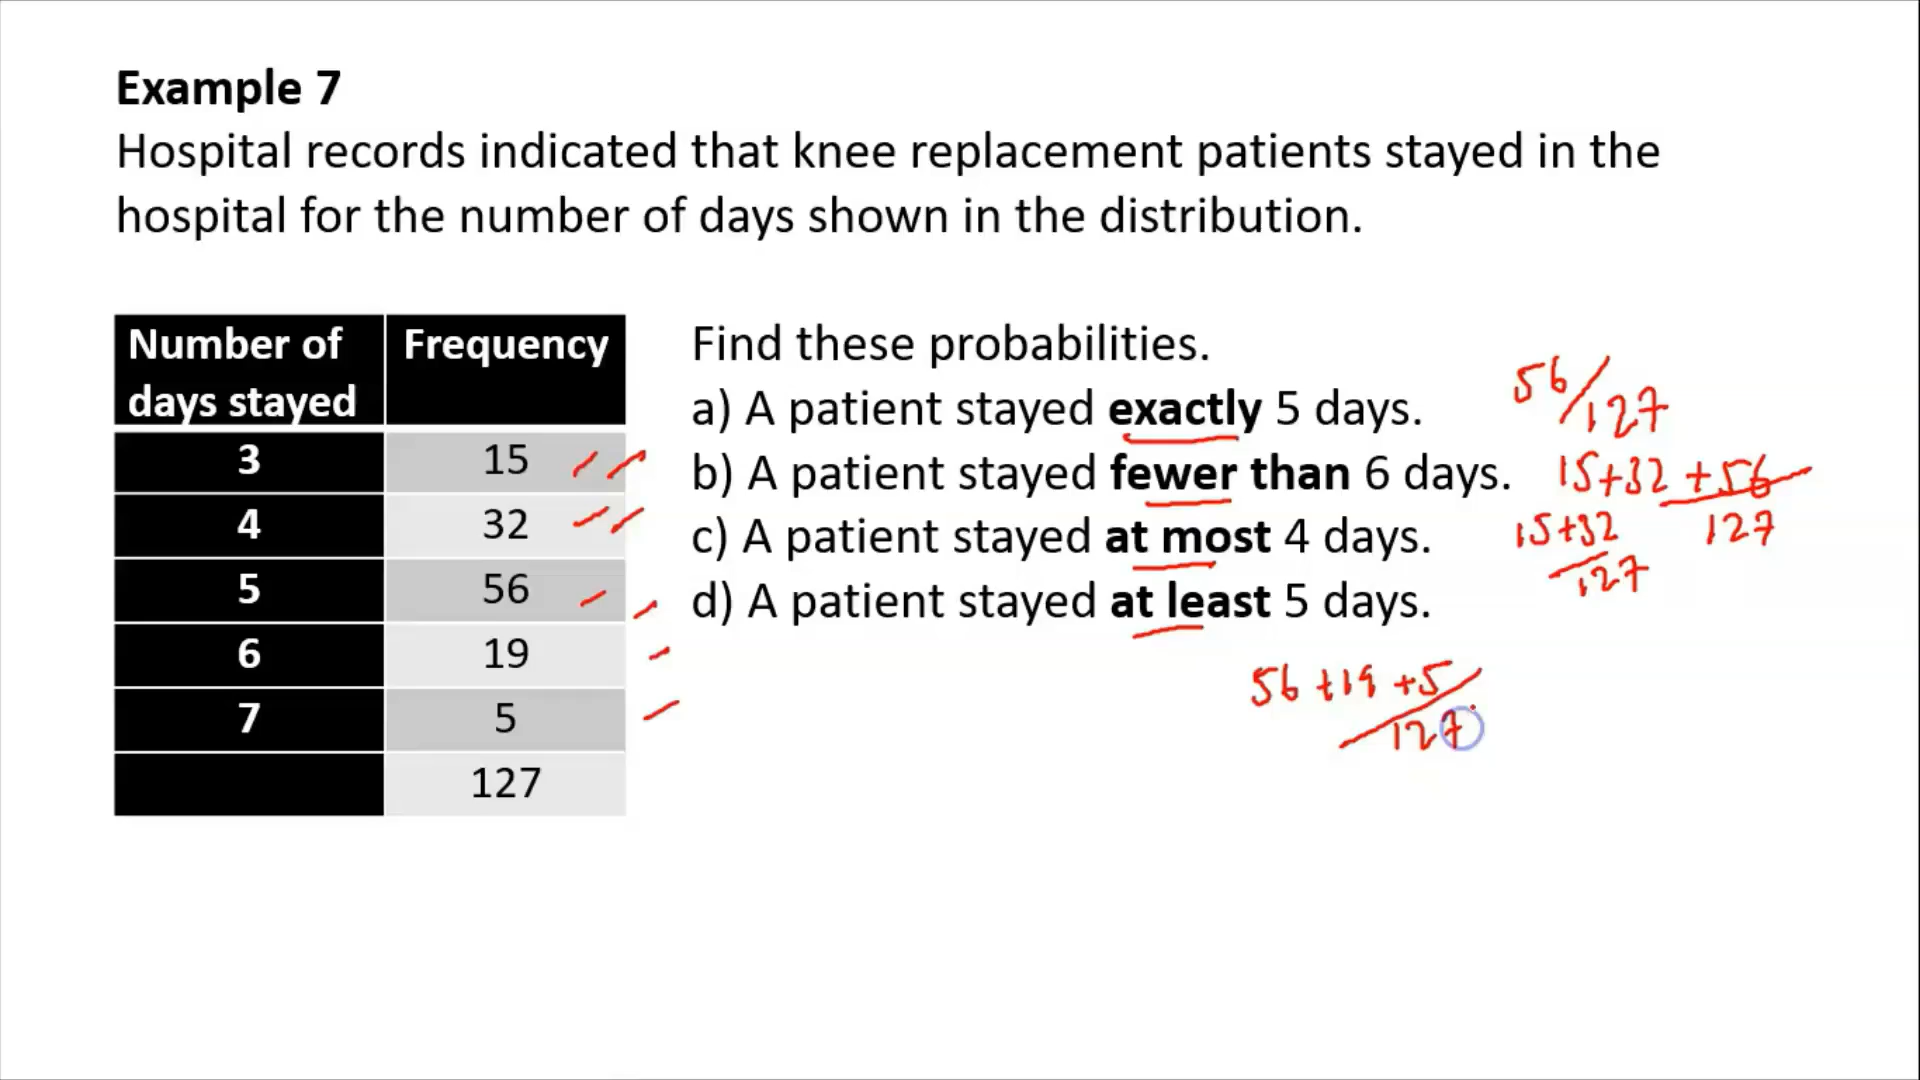 Example 7
Hospital records indicated that knee replacement patients stayed in the
hospital for the number of days shown in the distribution.
Number of days stayed Frequency
3 15
4 32
5 56
6 19
7 5
127
Find these probabilities.
a) A patient stayed exactly 5 days. 56/127
b) A patient stayed fewer than 6 days. 15+32+56/127
c) A patient stayed at most 4 days. 15+32/127
d) A patient stayed at least 5 days.
56+19+5/127